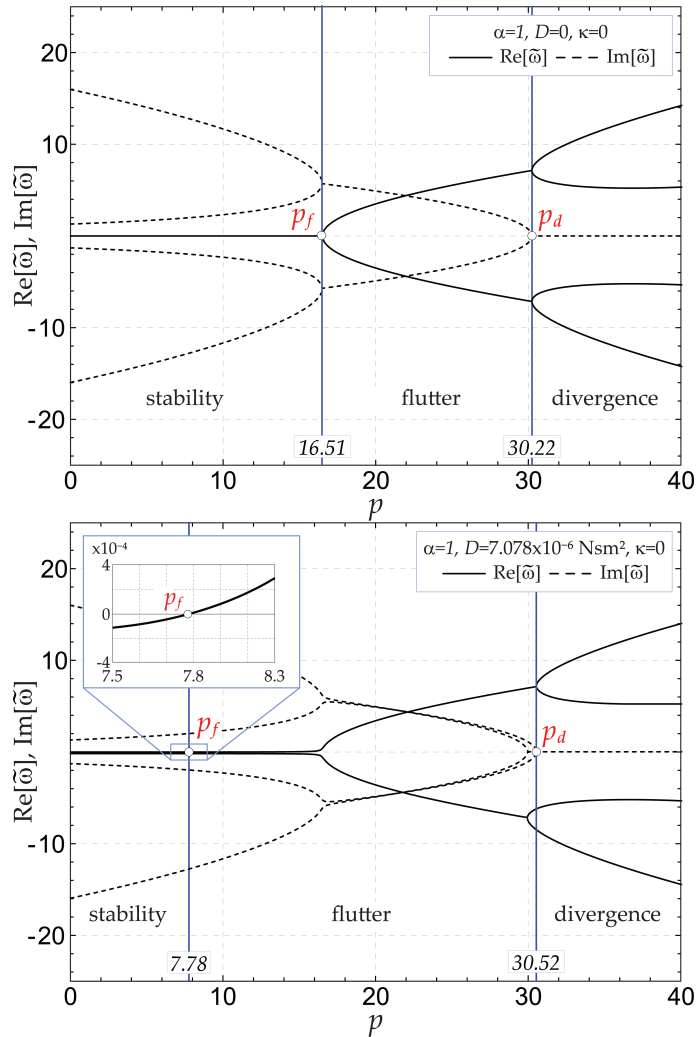 α=1, D=0, κ=0
Re[ω̃] Im[ω̃]
Re[ω̃], Im[ω̃]
20
10
0
-10
-20
p_f
p_d
stability
flutter
divergence
16.51
30.22
0
10
20
30
40
p
α=1, D=7.078x10⁻⁶ Nsm², κ=0
Re[ω̃] Im[ω̃]
x10⁻⁴
4
0
-4
p_f
7.5
7.8
8.3
Re[ω̃], Im[ω̃]
20
10
0
-10
-20
p_f
p_d
stability
flutter
divergence
7.78
30.52
0
10
20
30
40
p